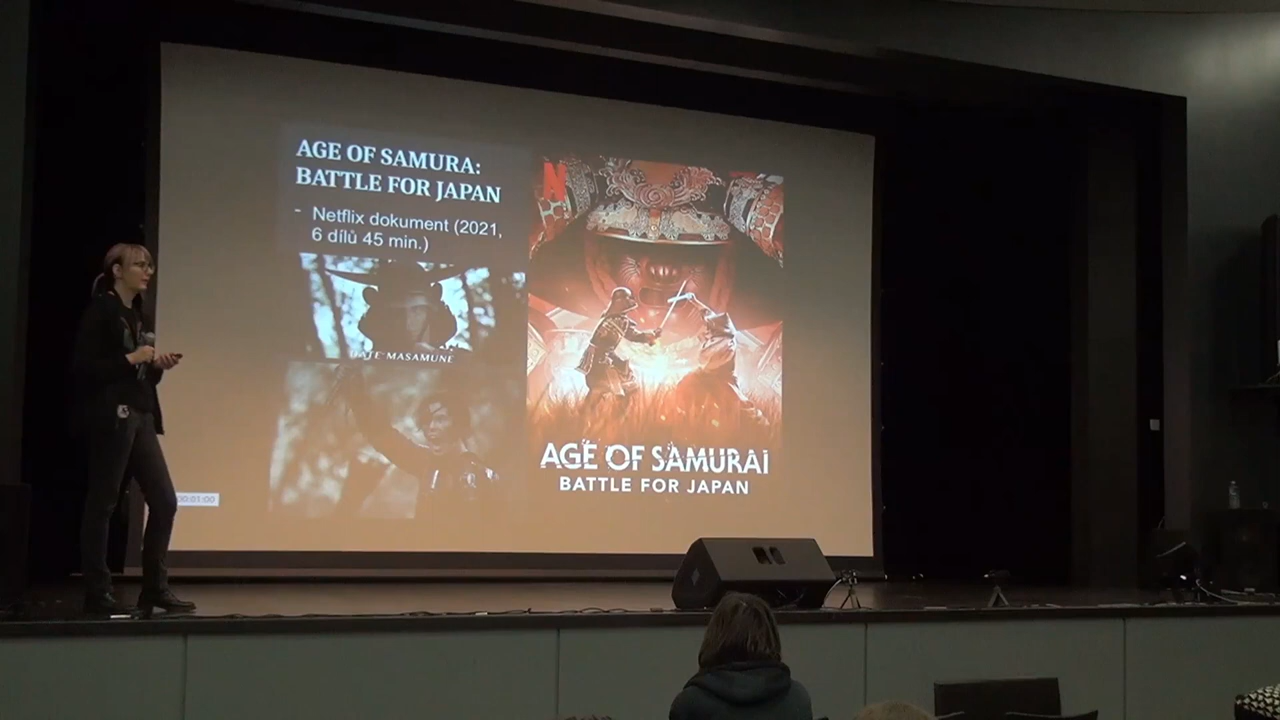 AGE OF SAMURA:
BATTLE FOR JAPAN
- Netflix dokument (2021,
6 dílů 45 min.)
DATE MASAMUNE
N
AGE OF SAMURAI
BATTLE FOR JAPAN
00:01:00